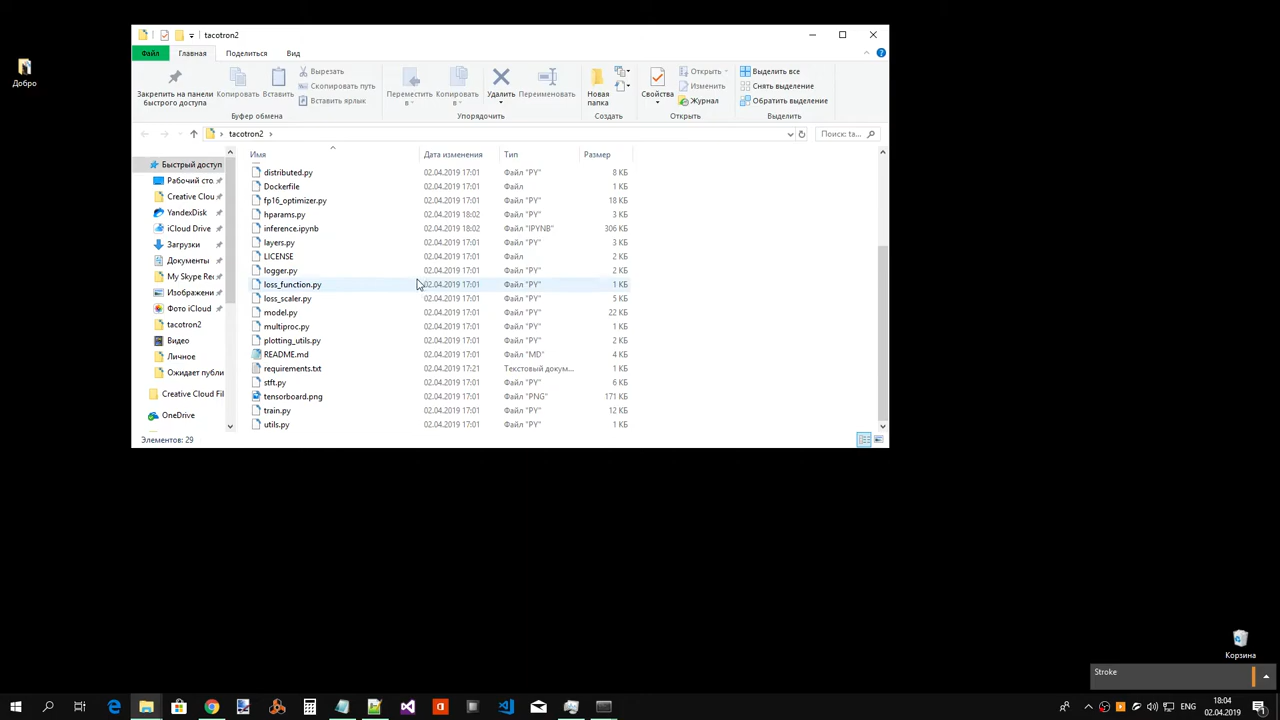 Добро
tacotron2
Файл Главная Поделиться Вид
Закрепить на панели быстрого доступа
Копировать
Вставить
Вырезать
Скопировать путь
Вставить ярлык
Буфер обмена
Переместить в
Копировать в
Удалить
Переименовать
Упорядочить
Новая папка
Создать
Свойства
Открыть
Изменить
Журнал
Открыть
Выделить все
Снять выделение
Обратить выделение
Выделить
tacotron2
Поиск: ta...
Быстрый доступ
Рабочий сто.
Creative Clou
YandexDisk
iCloud Drive
Загрузки
Документы
My Skype Rec
Изображени
Фото iCloud
tacotron2
Видео
Личное
Ожидает публи
Creative Cloud Fil
OneDrive
Имя Дата изменения Тип Размер
distributed.py 02.04.2019 17:01 Файл "PY" 8 КБ
Dockerfile 02.04.2019 17:01 Файл 1 КБ
fp16_optimizer.py 02.04.2019 17:01 Файл "PY" 18 КБ
hparams.py 02.04.2019 18:02 Файл "PY" 3 КБ
inference.ipynb 02.04.2019 18:02 Файл "IPYNB" 306 КБ
layers.py 02.04.2019 17:01 Файл "PY" 3 КБ
LICENSE 02.04.2019 17:01 Файл 2 КБ
logger.py 02.04.2019 17:01 Файл "PY" 2 КБ
loss_function.py 02.04.2019 17:01 Файл "PY" 1 КБ
loss_scaler.py 02.04.2019 17:01 Файл "PY" 5 КБ
model.py 02.04.2019 17:01 Файл "PY" 22 КБ
multiproc.py 02.04.2019 17:01 Файл "PY" 1 КБ
plotting_utils.py 02.04.2019 17:01 Файл "PY" 2 КБ
README.md 02.04.2019 17:01 Файл "MD" 4 КБ
requirements.txt 02.04.2019 17:21 Текстовый докум... 1 КБ
stft.py 02.04.2019 17:01 Файл "PY" 6 КБ
tensorboard.png 02.04.2019 17:01 Файл "PNG" 171 КБ
train.py 02.04.2019 17:01 Файл "PY" 12 КБ
utils.py 02.04.2019 17:01 Файл "PY" 1 КБ
Элементов: 29
Корзина
Stroke
ENG
18:04
02.04.2019